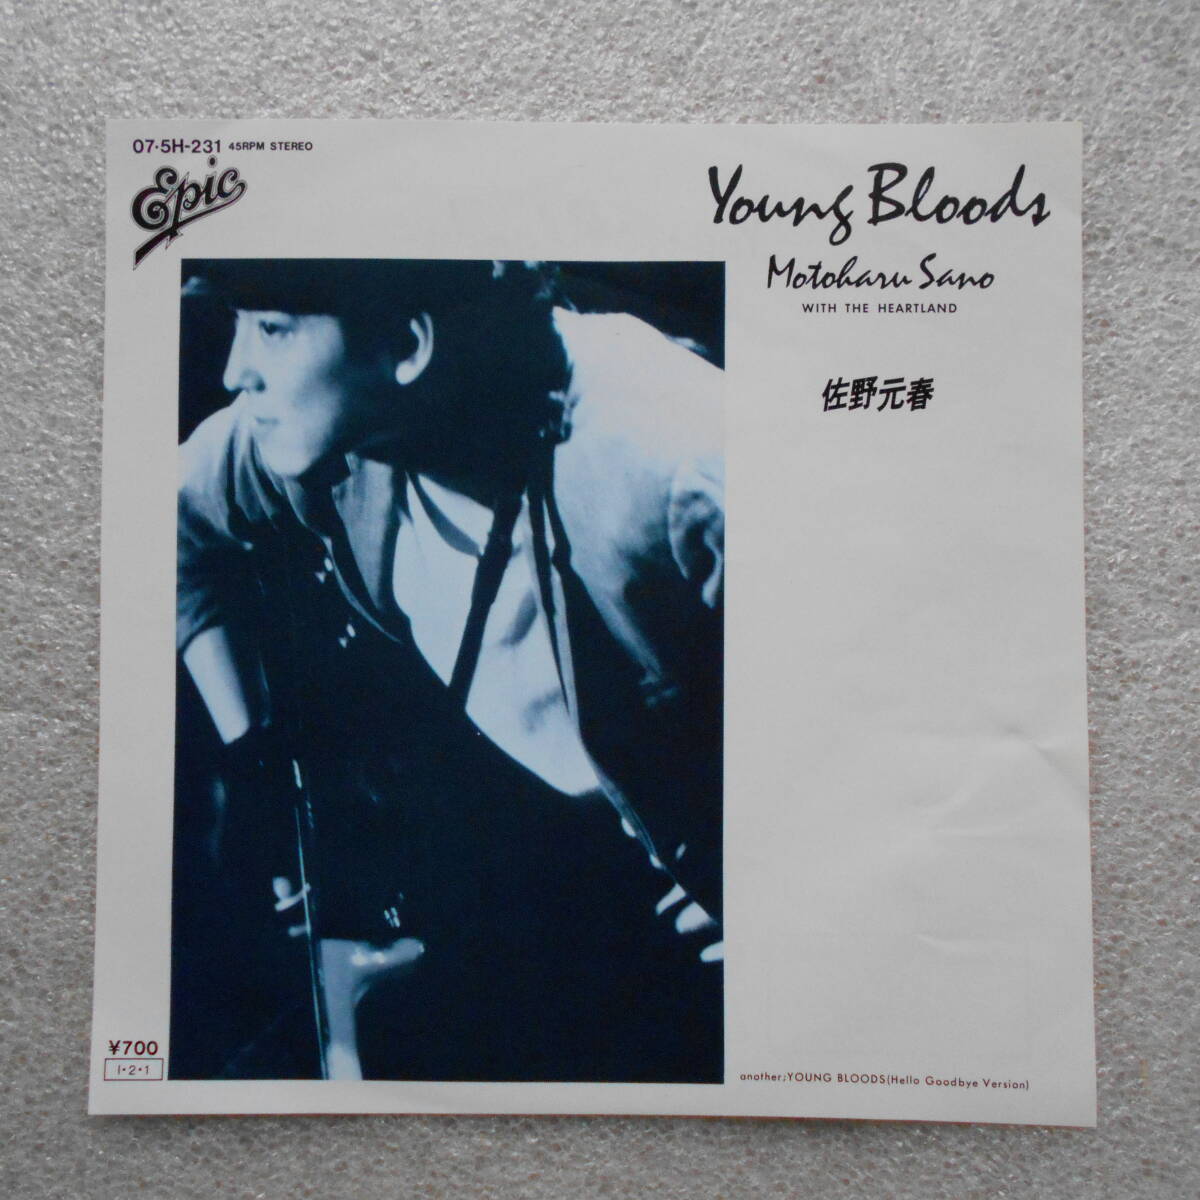 07·5H-231 45RPM STEREO
Epic
Young Bloods
Motoharu Sano
WITH THE HEARTLAND
佐野元春
¥700
I·2·1
another;YOUNG BLOODS(Hello Goodbye Version)